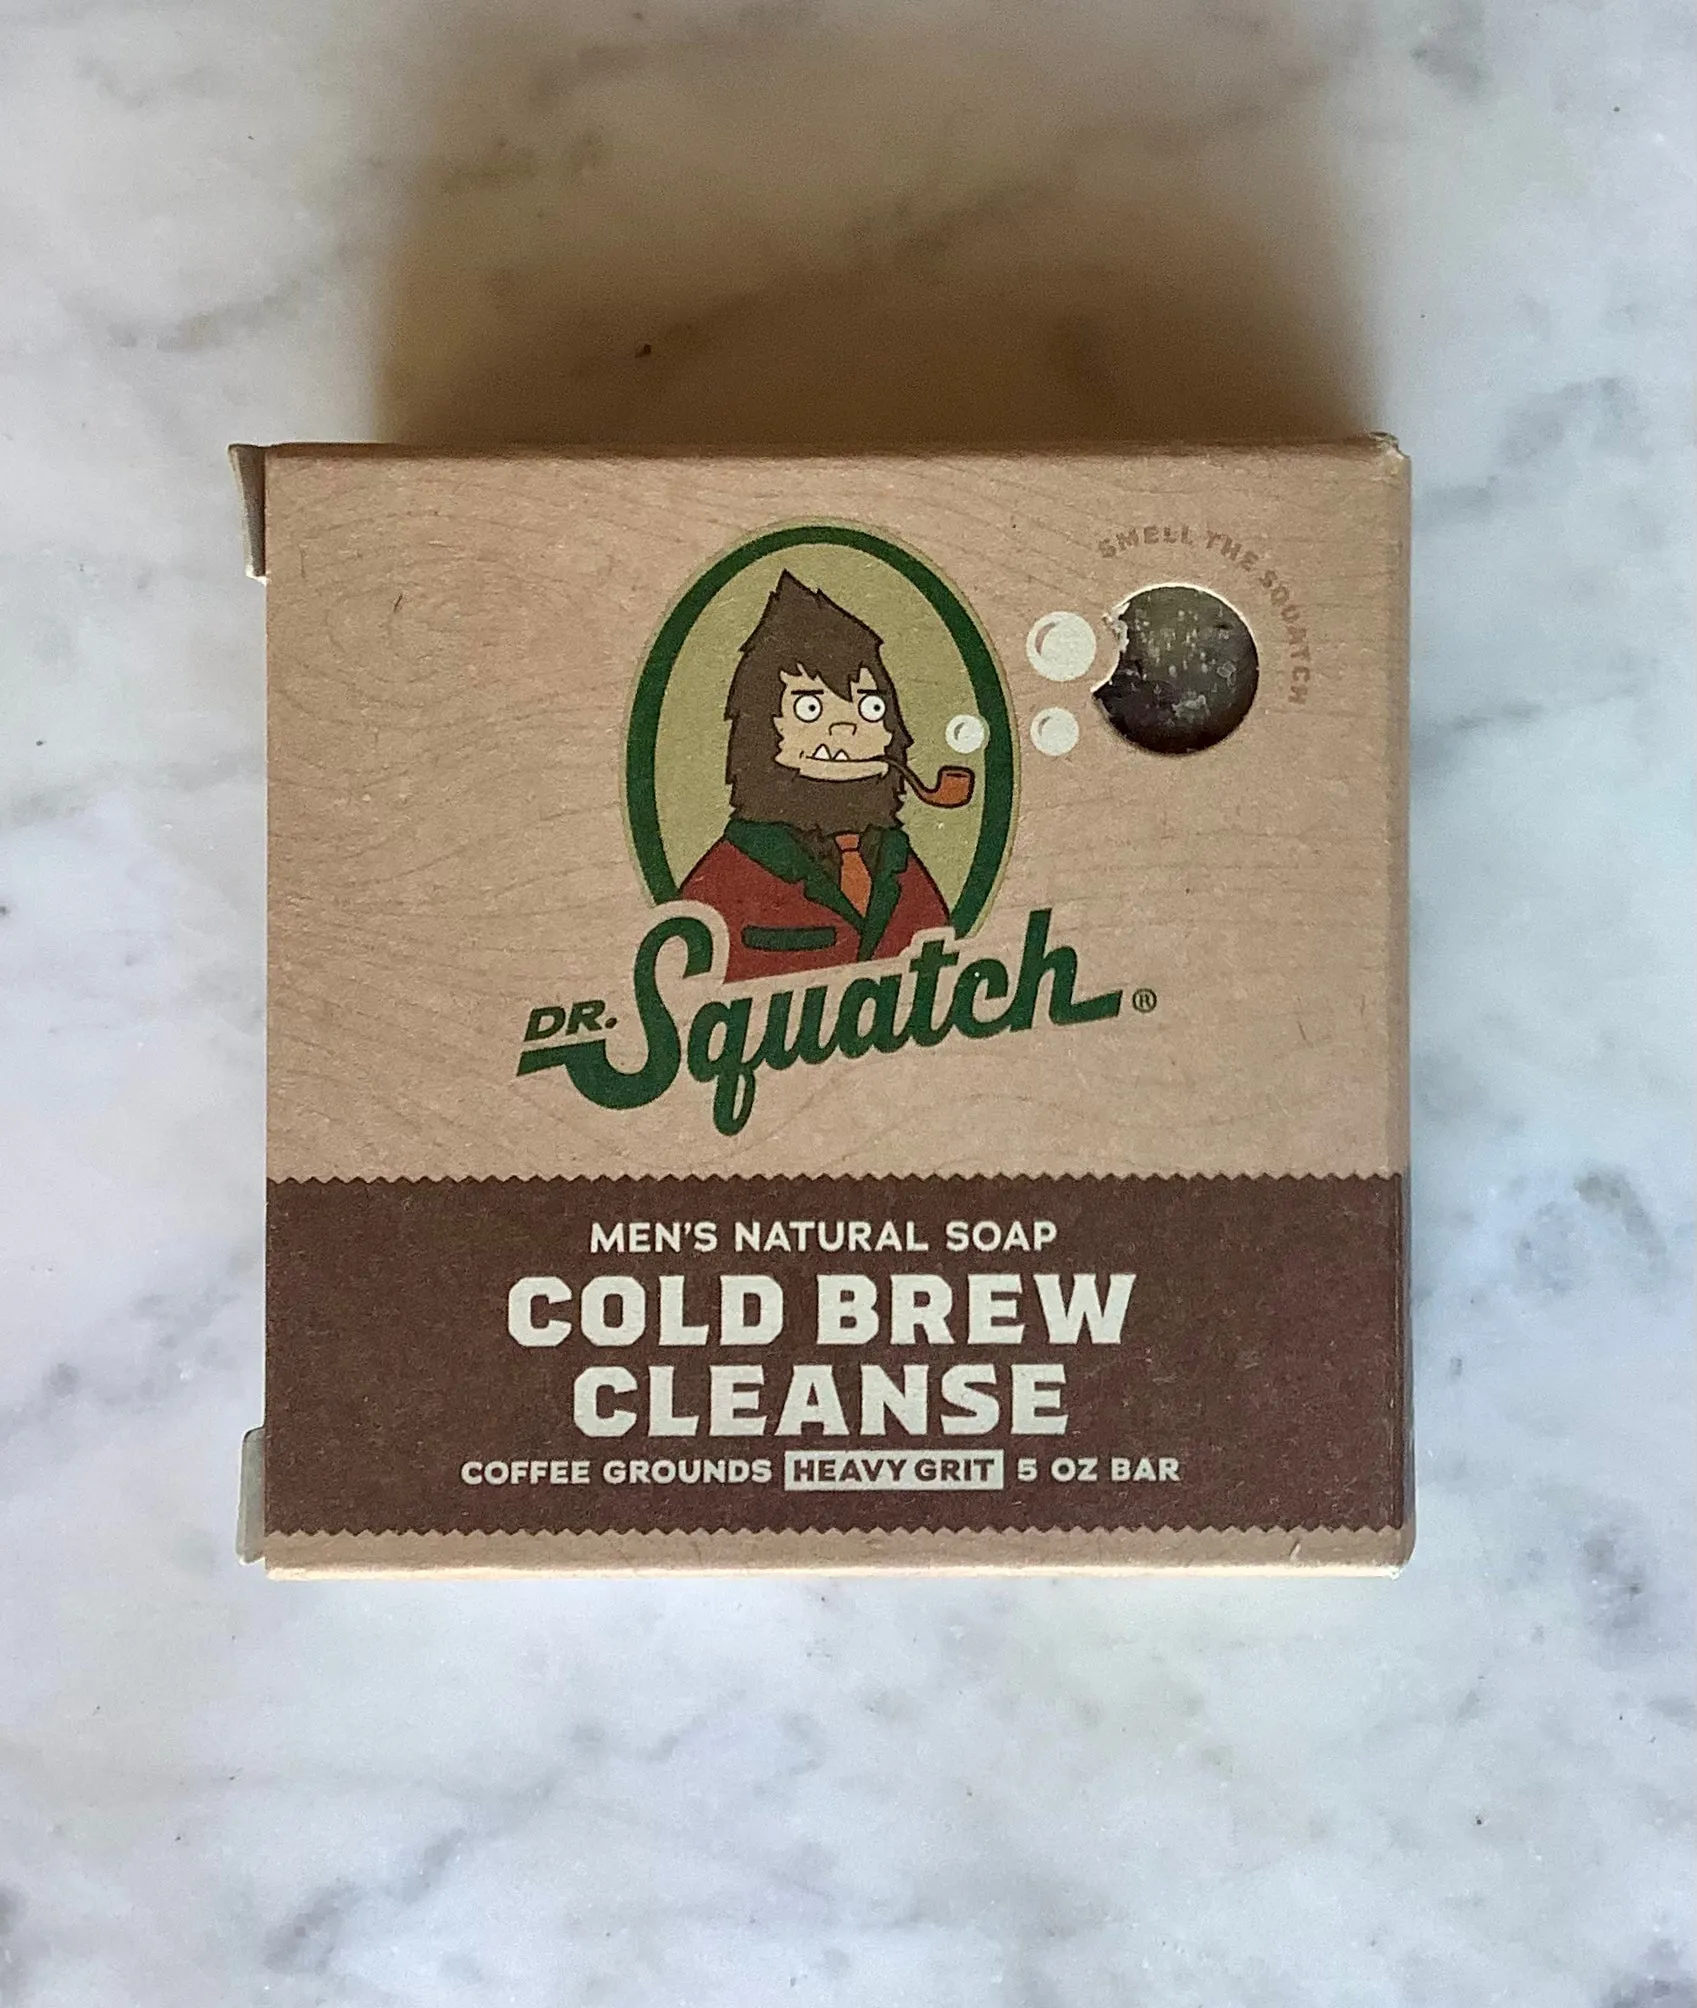 SMELL THE SQUATCH
DR. Squatch®
MEN'S NATURAL SOAP
COLD BREW
CLEANSE
COFFEE GROUNDS HEAVY GRIT 5 OZ BAR